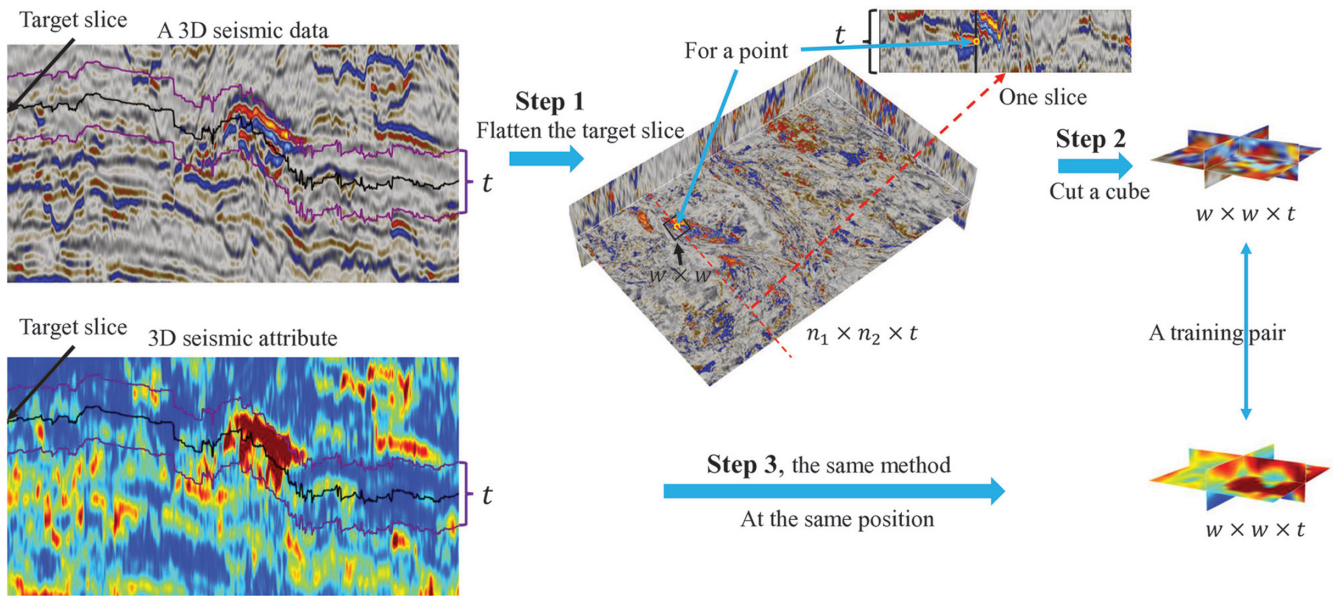 Target slice
A 3D seismic data
t
Step 1
Flatten the target slice
For a point
t
One slice
w × w
n₁ × n₂ × t
Step 2
Cut a cube
w × w × t
A training pair
Target slice
3D seismic attribute
t
Step 3, the same method
At the same position
w × w × t